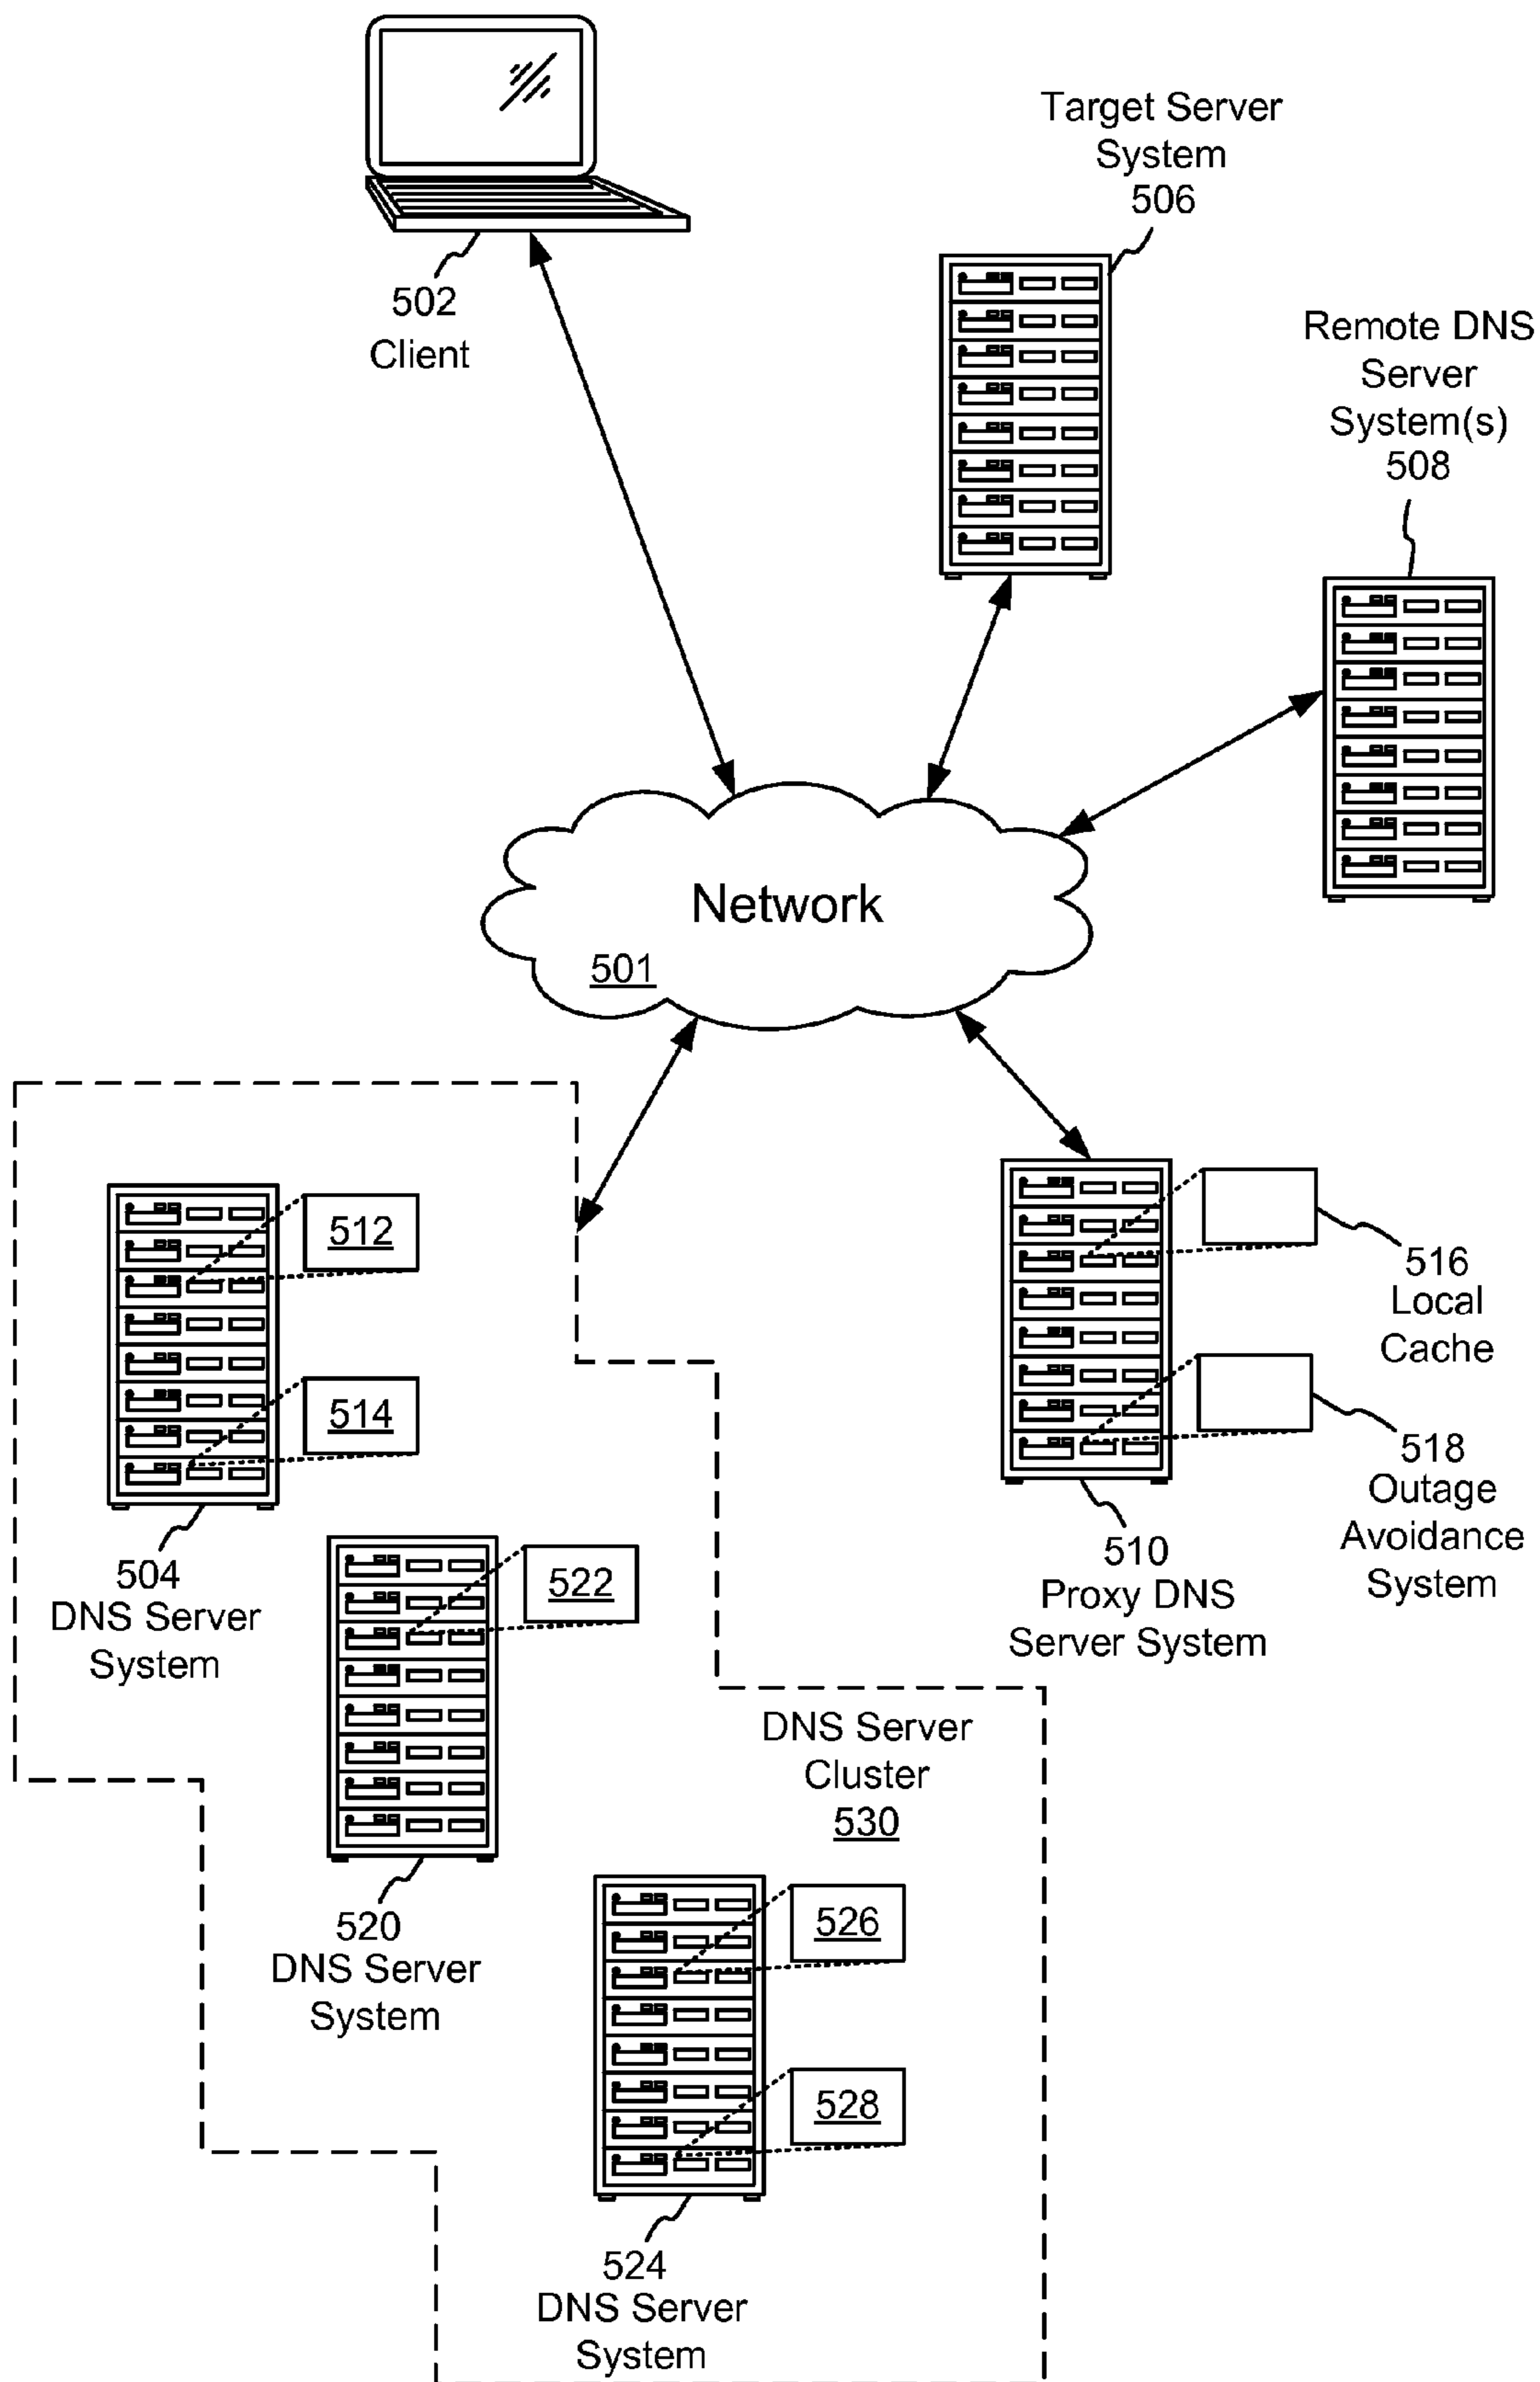 Target Server
System
506
502
Client
Remote DNS
Server
System(s)
508
Network
501
512
514
504
DNS Server
System
516
Local
Cache
518
Outage
Avoidance
System
510
Proxy DNS
Server System
522
520
DNS Server
System
DNS Server
Cluster
530
526
528
524
DNS Server
System